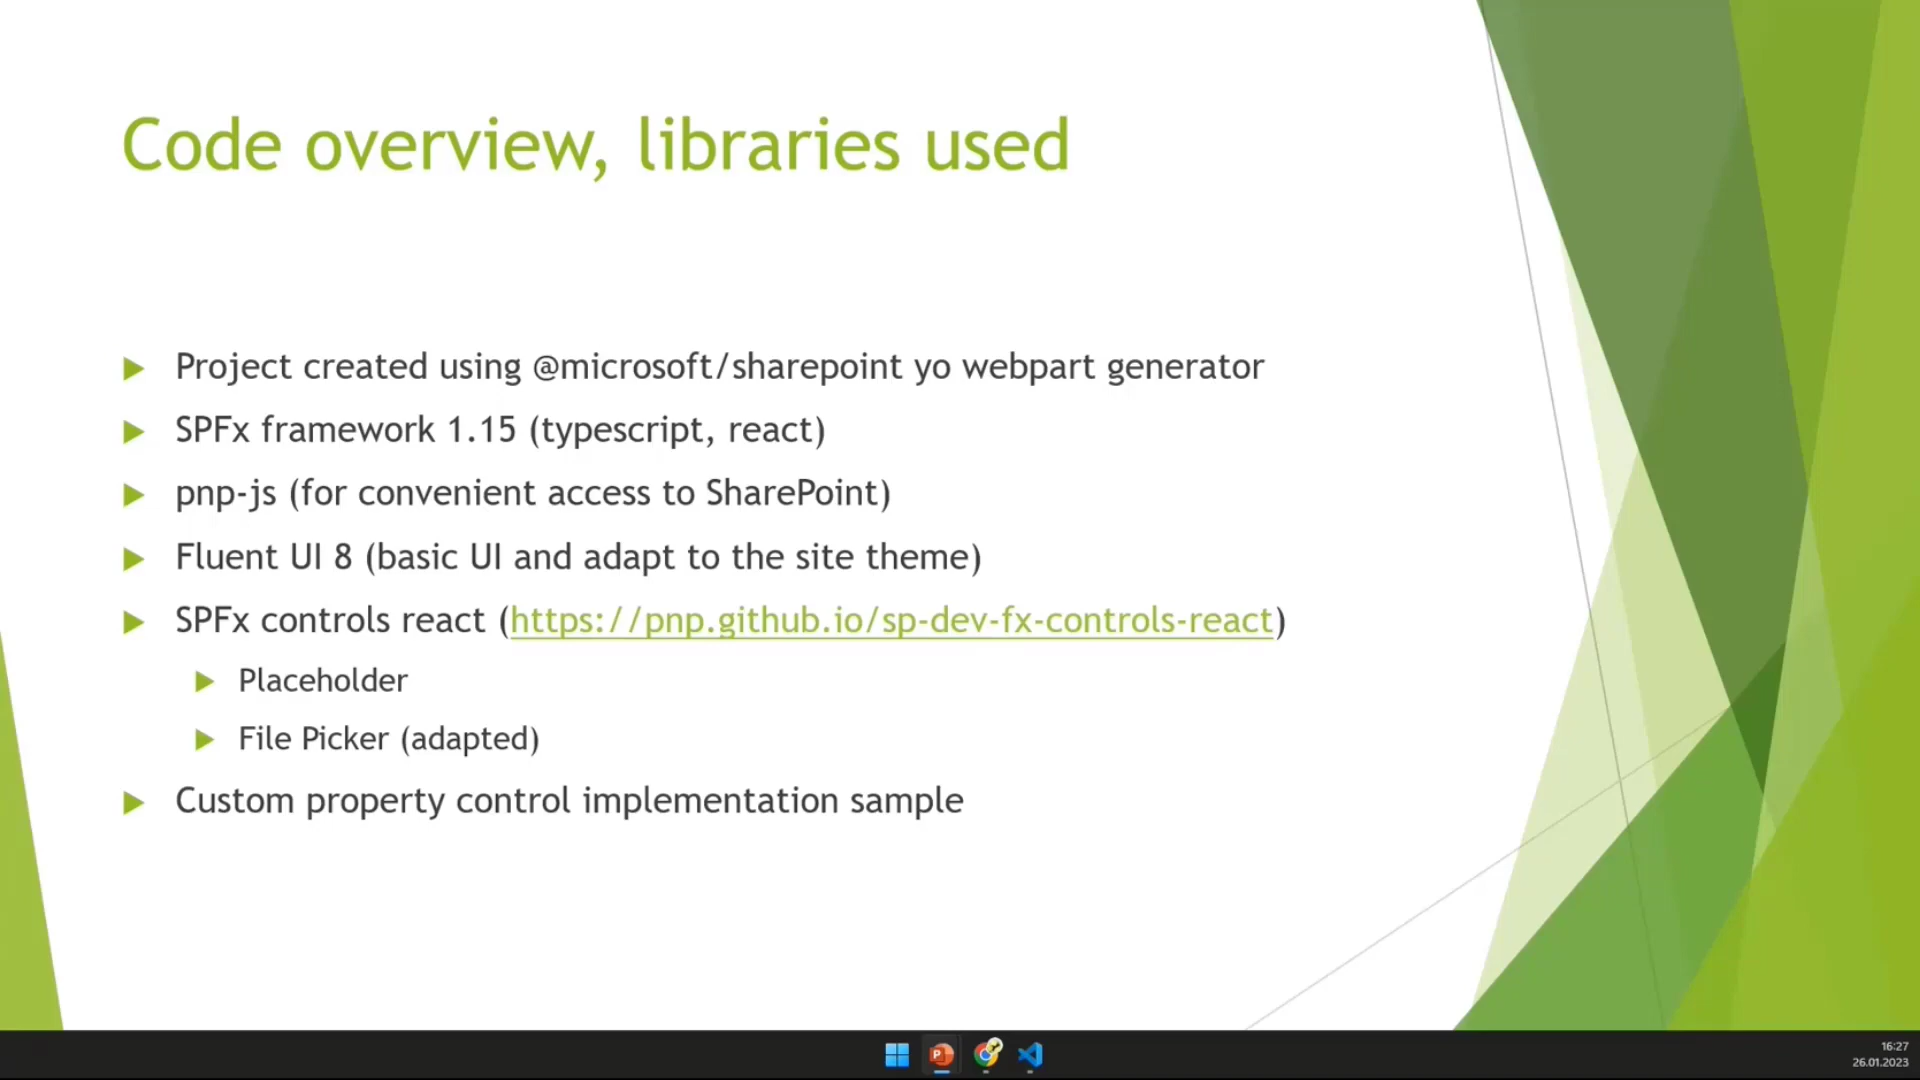 Code overview, libraries used
Project created using @microsoft/sharepoint yo webpart generator
SPFx framework 1.15 (typescript, react)
pnp-js (for convenient access to SharePoint)
Fluent UI 8 (basic UI and adapt to the site theme)
SPFx controls react (https://pnp.github.io/sp-dev-fx-controls-react)
Placeholder
File Picker (adapted)
Custom property control implementation sample
16:27
26.01.2023